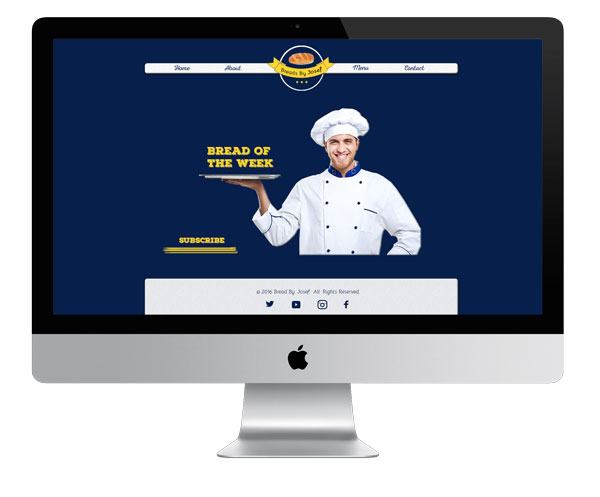 Home About Breads By Josef Menu Contact
BREAD OF
THE WEEK
SUBSCRIBE
© 2016 Bread By Josef. All Rights Reserved.